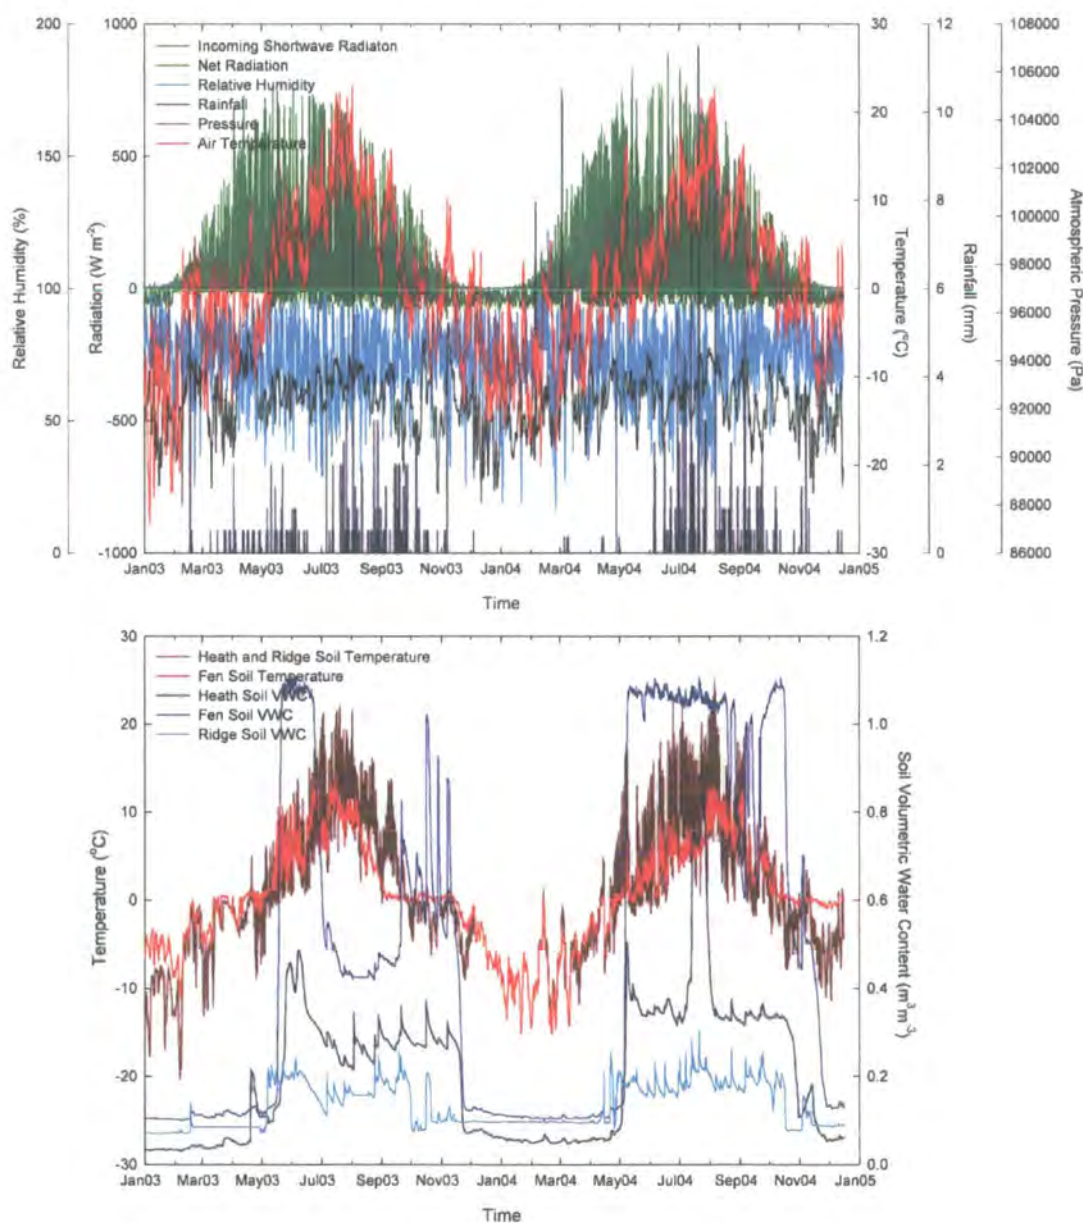 200
150
100
50
0
Relative Humidity (%)
1000
500
0
-500
-1000
Radiation (W m-2)
Incoming Shortwave Radiaton
Net Radiation
Relative Humidity
Rainfall
Pressure
Air Temperature
30
20
10
0
-10
-20
-30
Temperature (°C)
12
10
8
6
4
2
0
Rainfall (mm)
108000
106000
104000
102000
100000
98000
96000
94000
92000
90000
88000
86000
Atmospheric Pressure (Pa)
Jan03 Mar03 May03 Jul03 Sep03 Nov03 Jan04 Mar04 May04 Jul04 Sep04 Nov04 Jan05
Time
30
20
10
0
-10
-20
-30
Temperature (°C)
Heath and Ridge Soil Temperature
Fen Soil Temperature
Heath Soil VWC
Fen Soil VWC
Ridge Soil VWC
1.2
1.0
0.8
0.6
0.4
0.2
0.0
Soil Volumetric Water Content (m3m-3)
Jan03 Mar03 May03 Jul03 Sep03 Nov03 Jan04 Mar04 May04 Jul04 Sep04 Nov04 Jan05
Time